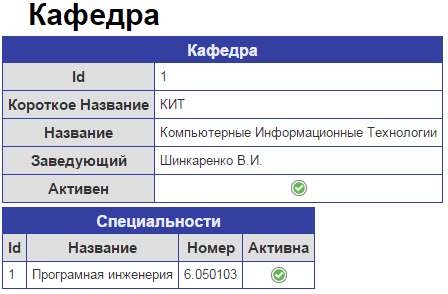 Кафедра
Кафедра
Id 1
Короткое Название КИТ
Название Компьютерные Информационные Технологии
Заведующий Шинкаренко В.И.
Активен
Специальности
Id Название Номер Активна
1 Програмная инженерия 6.050103